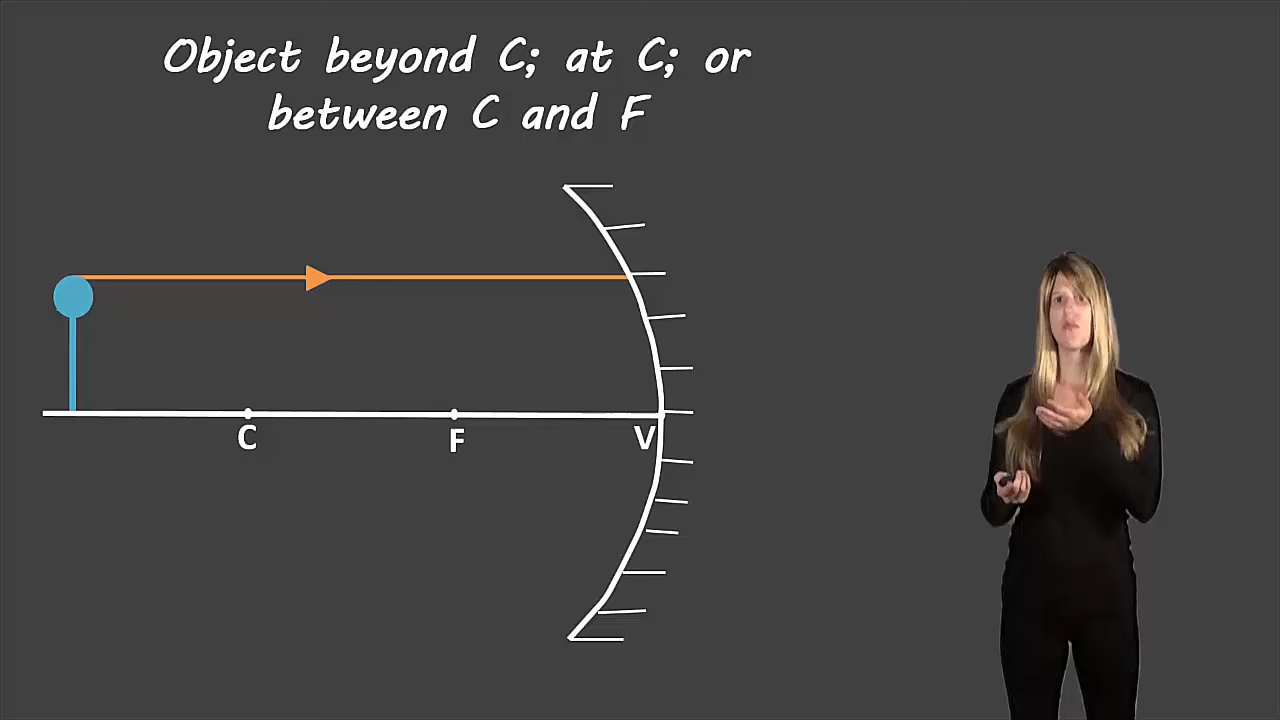 Object beyond C; at C; or
between C and F
C F V